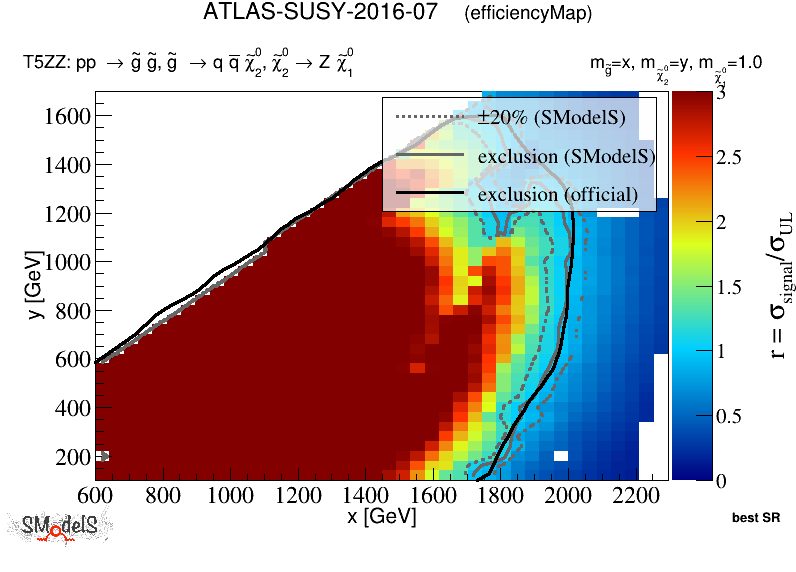 ATLAS-SUSY-2016-07 (efficiencyMap)
T5ZZ: pp → g̃ g̃, g̃ → q q̅ χ̃⁰₂, χ̃⁰₂ → Z χ̃⁰₁
m_g̃=x, m_χ̃⁰₂=y, m_χ̃⁰₁=1.0
±20% (SModelS)
exclusion (SModelS)
exclusion (official)
1600
1400
1200
1000
800
600
400
200
y [GeV]
600 800 1000 1200 1400 1600 1800 2000 2200
x [GeV]
3
2.5
2
1.5
1
0.5
0
r = σ_signal/σ_UL
SModelS
best SR